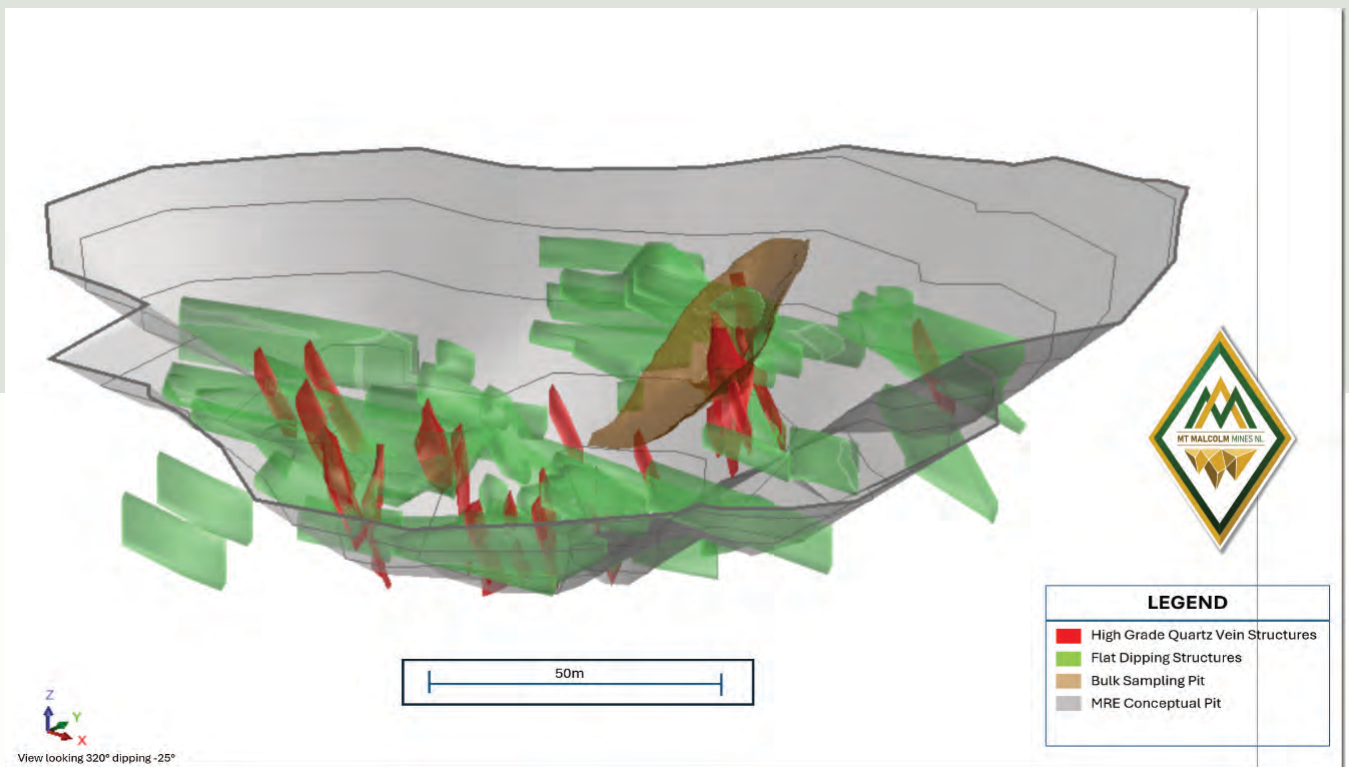 MT MALCOLM MINES NL
LEGEND
High Grade Quartz Vein Structures
Flat Dipping Structures
Bulk Sampling Pit
MRE Conceptual Pit
50m
Z
Y
X
View looking 320° dipping -25°